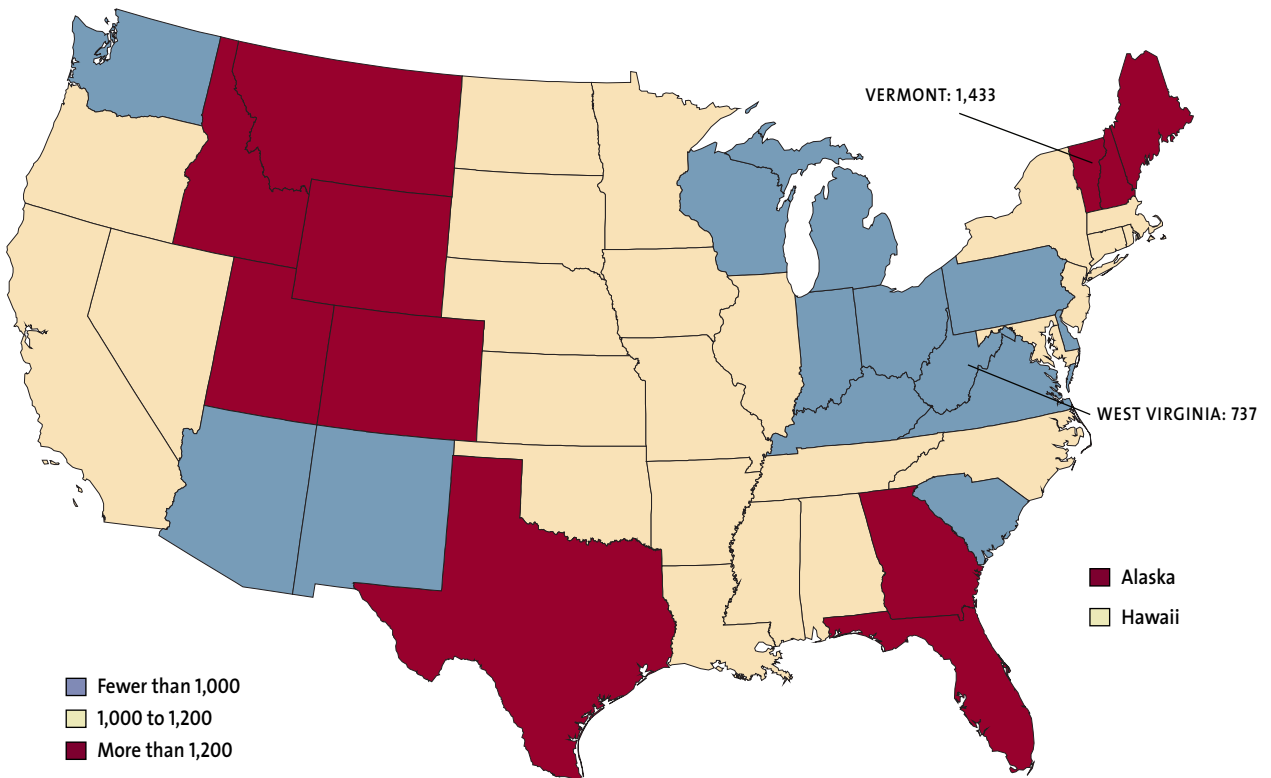 VERMONT: 1,433
WEST VIRGINIA: 737
Alaska
Hawaii
Fewer than 1,000
1,000 to 1,200
More than 1,200